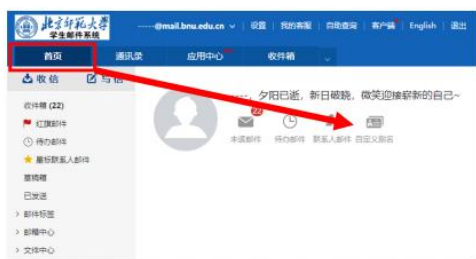 北京师范大学
学生邮件系统
-----@mail.bnu.edu.cn ∨ | 设置 | 我的客服 | 自助查询 | 客户端 | English | 退出
首页 通讯录 应用中心 收件箱
收信 写信
-----，夕阳已逝，新日破晓，微笑迎接崭新的自己~
收件箱 (22)
红旗邮件
待办邮件
星标联系人邮件
草稿箱
已发送
邮件标签
邮箱中心
文件中心
22
未读邮件 待办邮件 联系人邮件 自定义别名